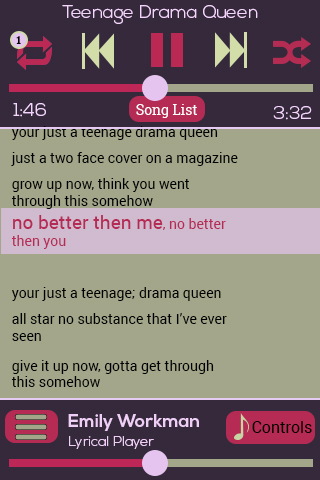 Teenage Drama Queen
1
1:46
Song List
3:32
your just a teenage drama queen
just a two face cover on a magazine
grow up now, think you went
through this somehow
no better then me, no better
then you
your just a teenage; drama queen
all star no substance that I've ever
seen
give it up now, gotta get through
this somehow
Emily Workman
Lyrical Player
Controls